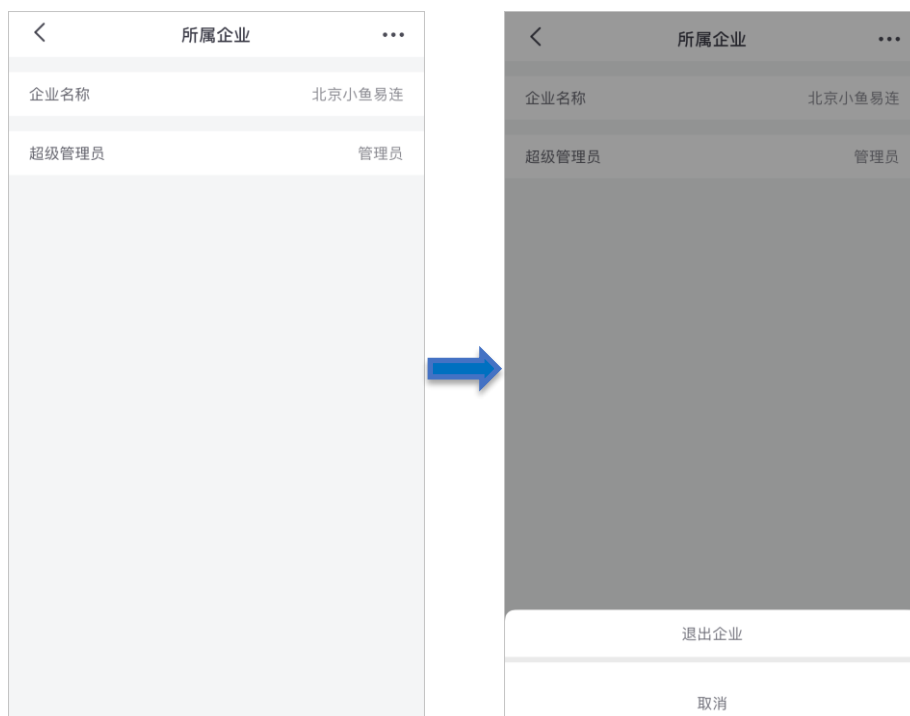 所属企业
企业名称 北京小鱼易连
超级管理员 管理员
所属企业
企业名称 北京小鱼易连
超级管理员 管理员
退出企业
取消